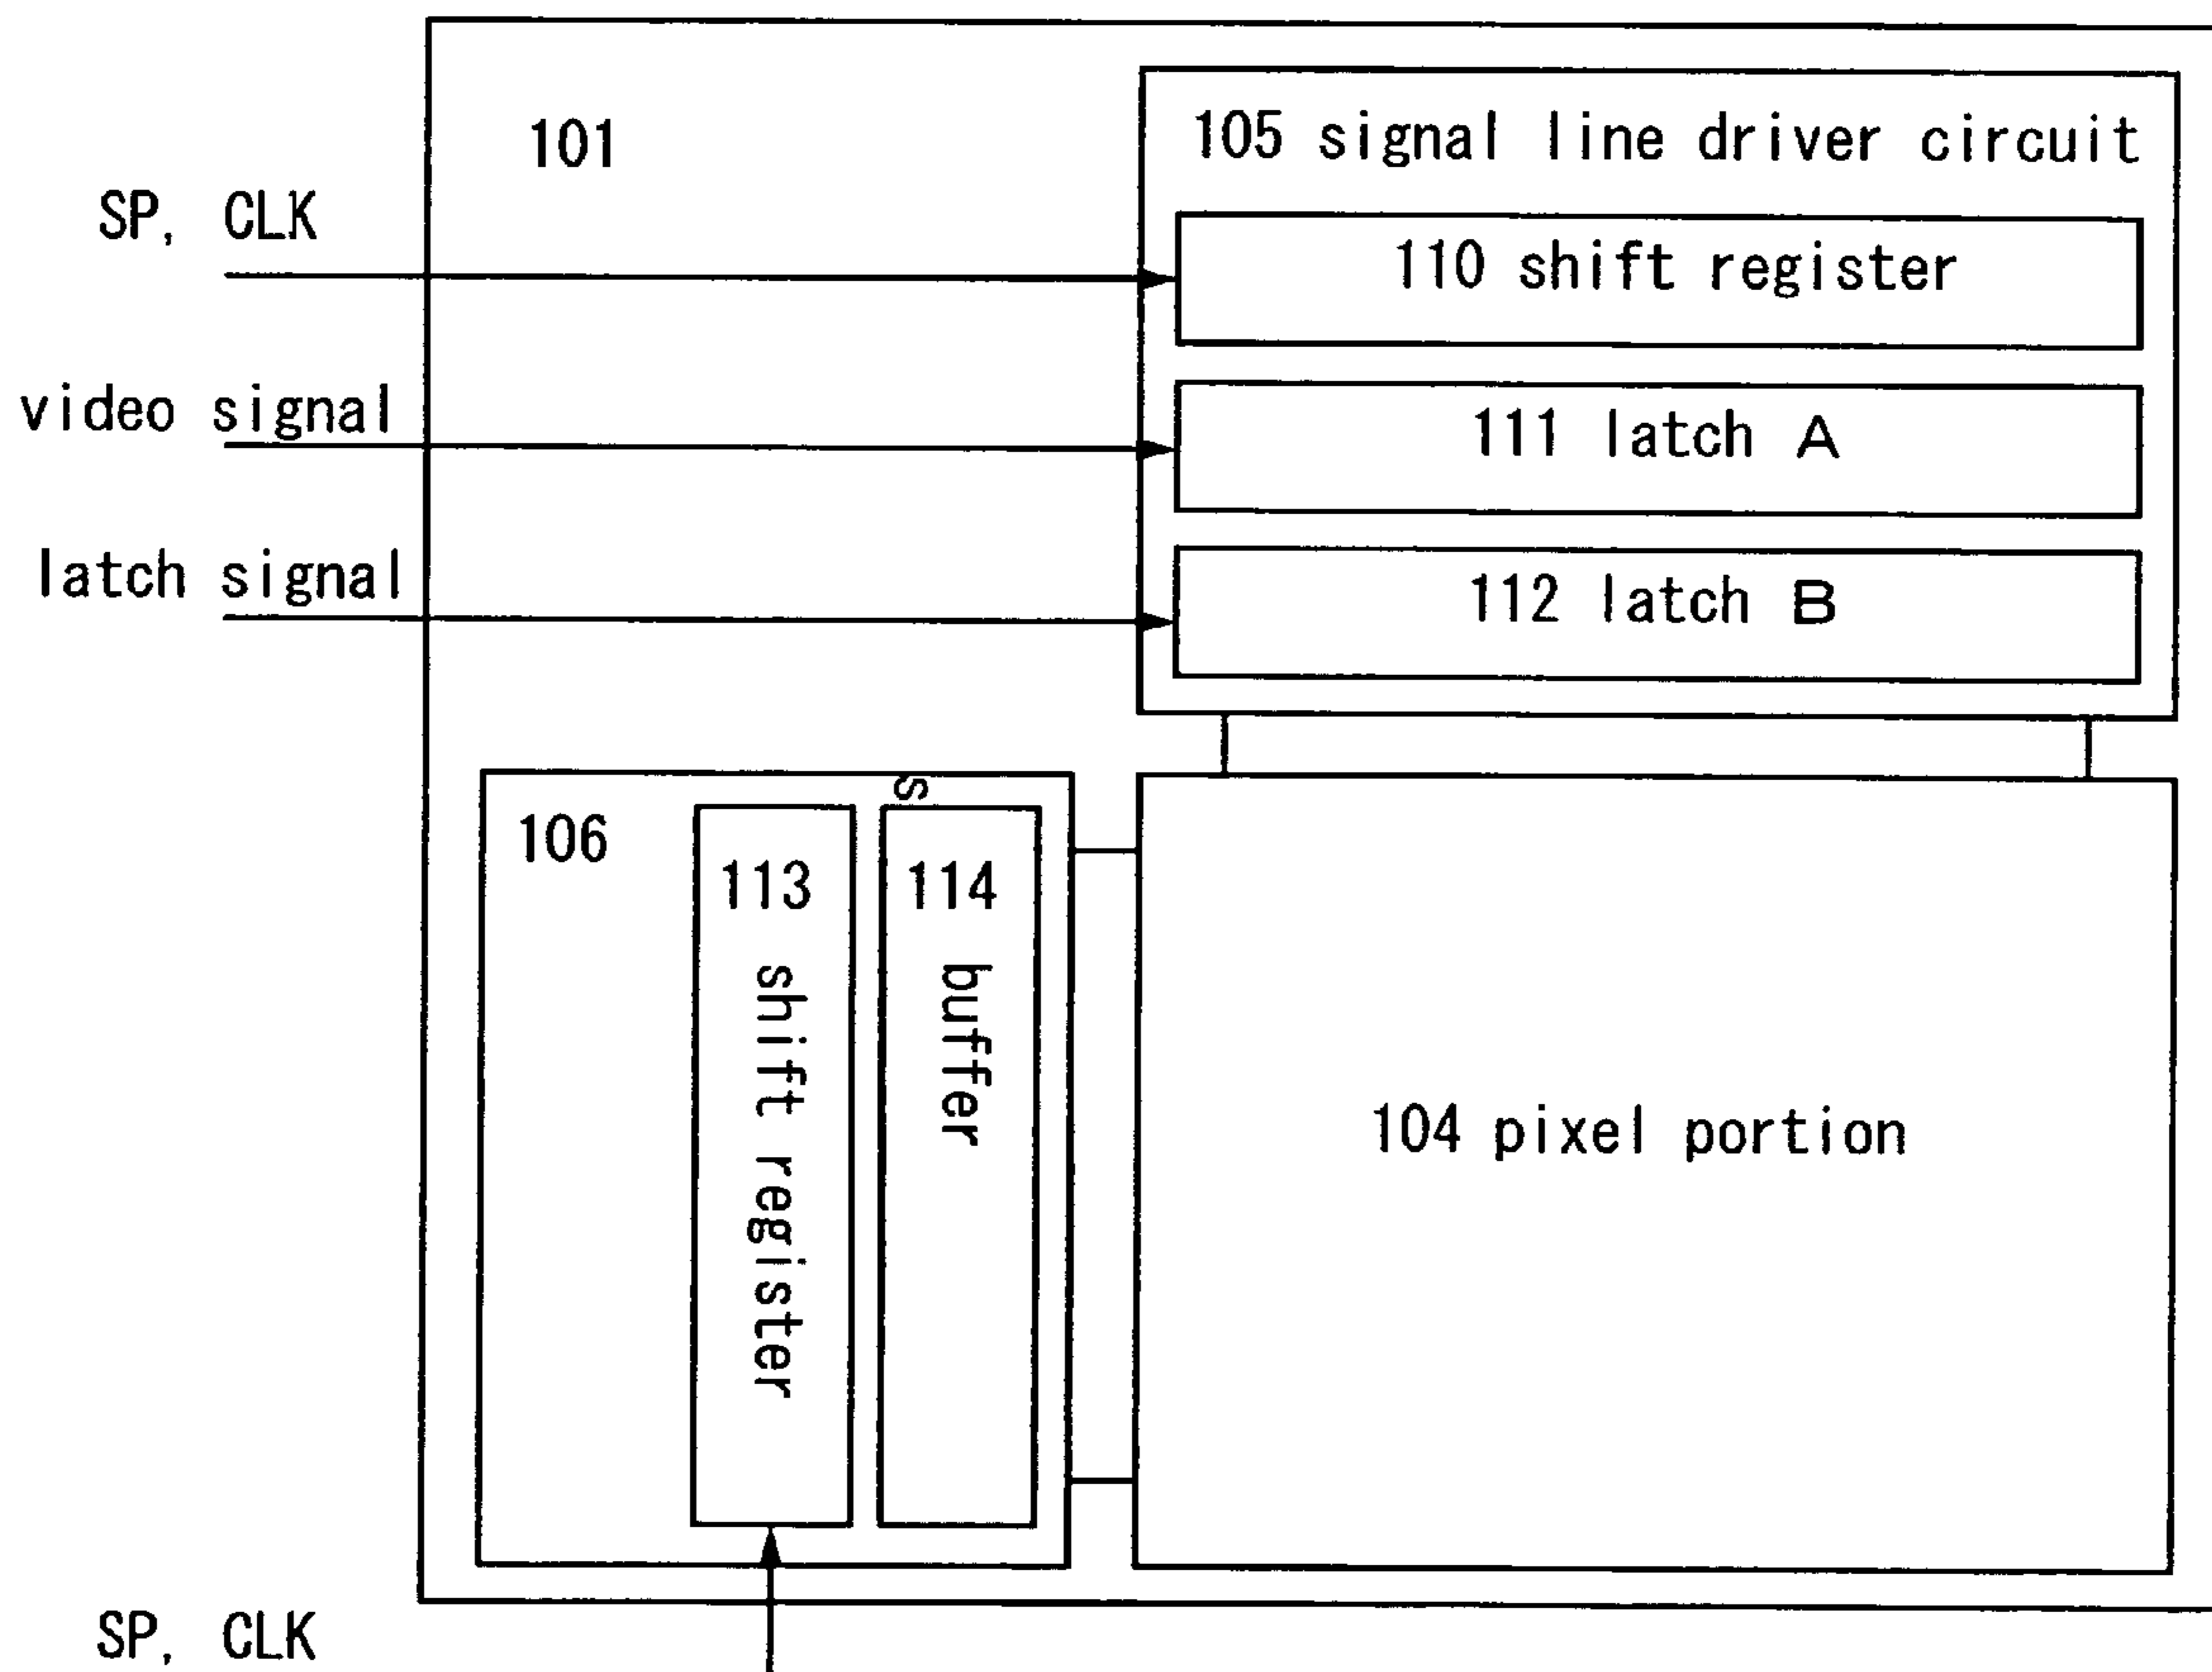 101
105 signal line driver circuit
SP, CLK
110 shift register
video signal
111 latch A
latch signal
112 latch B
s
106
113 shift register
114 buffer
104 pixel portion
SP, CLK